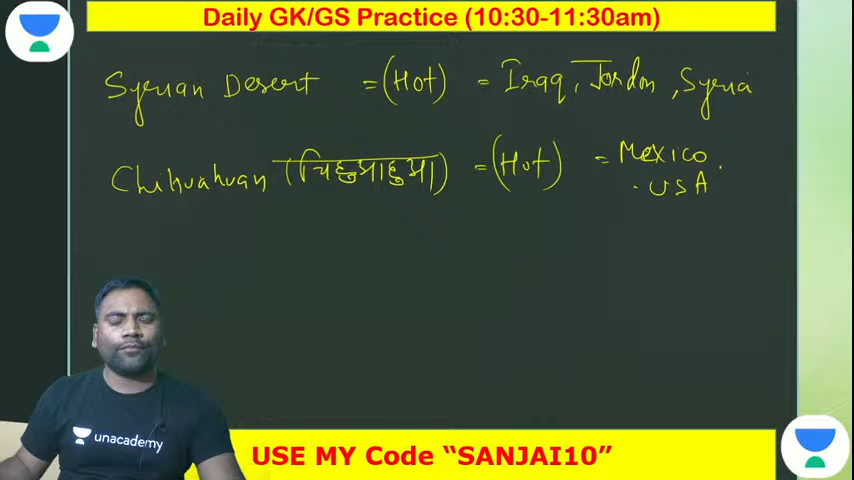 Daily GK/GS Practice (10:30-11:30am)
Syrian Desert = (Hot) = Iraq, Jordon, Syria
Chihuahuan (चिहुआहुआ) = (Hot) = Mexico
. USA
unacademy
USE MY Code “SANJAI10”